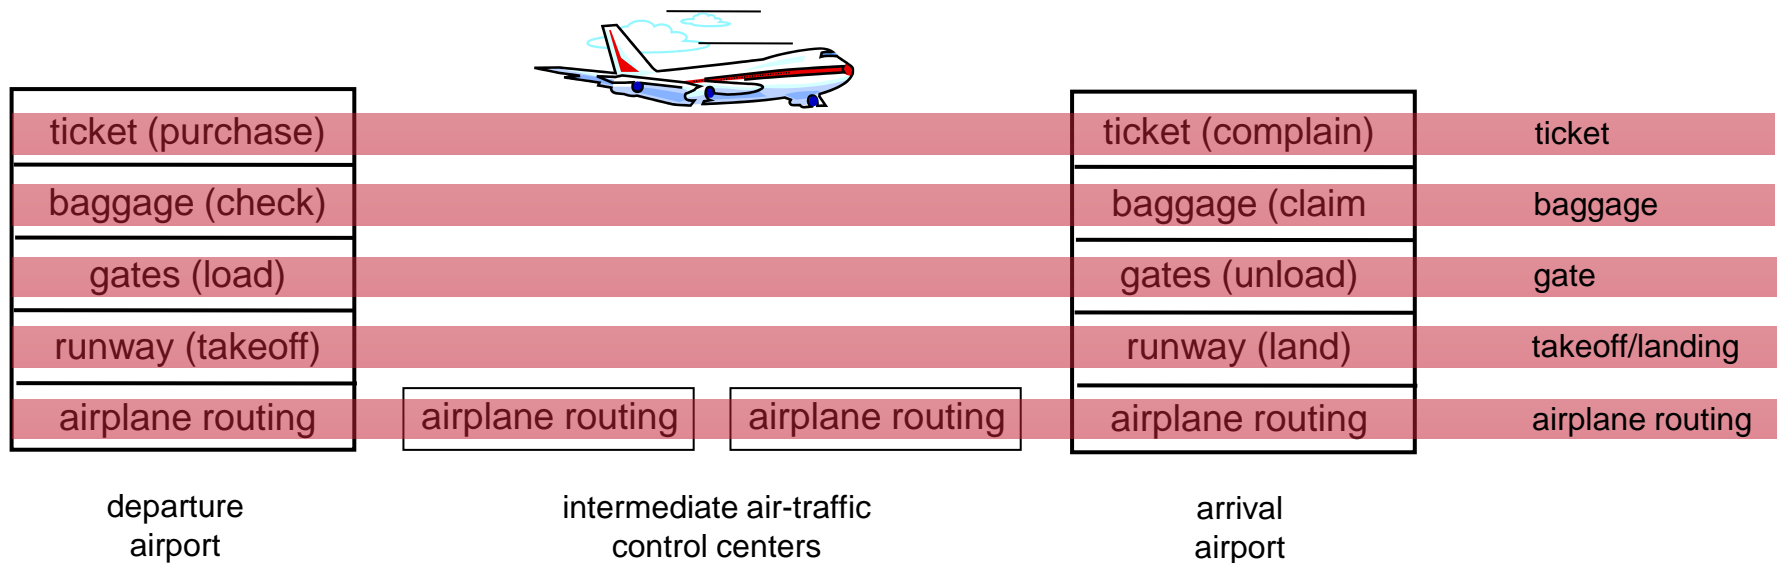 ticket (purchase) ticket (complain) ticket
baggage (check) baggage (claim baggage
gates (load) gates (unload) gate
runway (takeoff) runway (land) takeoff/landing
airplane routing airplane routing airplane routing airplane routing airplane routing
departure
airport
intermediate air-traffic
control centers
arrival
airport